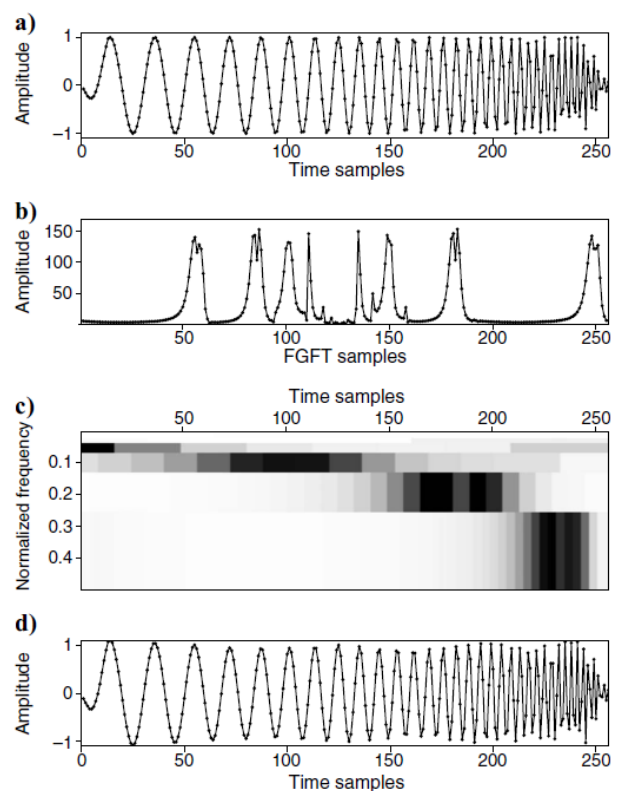 a)
Amplitude
1
0
−1
0 50 100 150 200 250
Time samples
b)
Amplitude
150
100
50
50 100 150 200 250
FGFT samples
c)
Time samples
50 100 150 200 250
Normalized frequency
0.1
0.2
0.3
0.4
d)
Amplitude
1
0
−1
0 50 100 150 200 250
Time samples